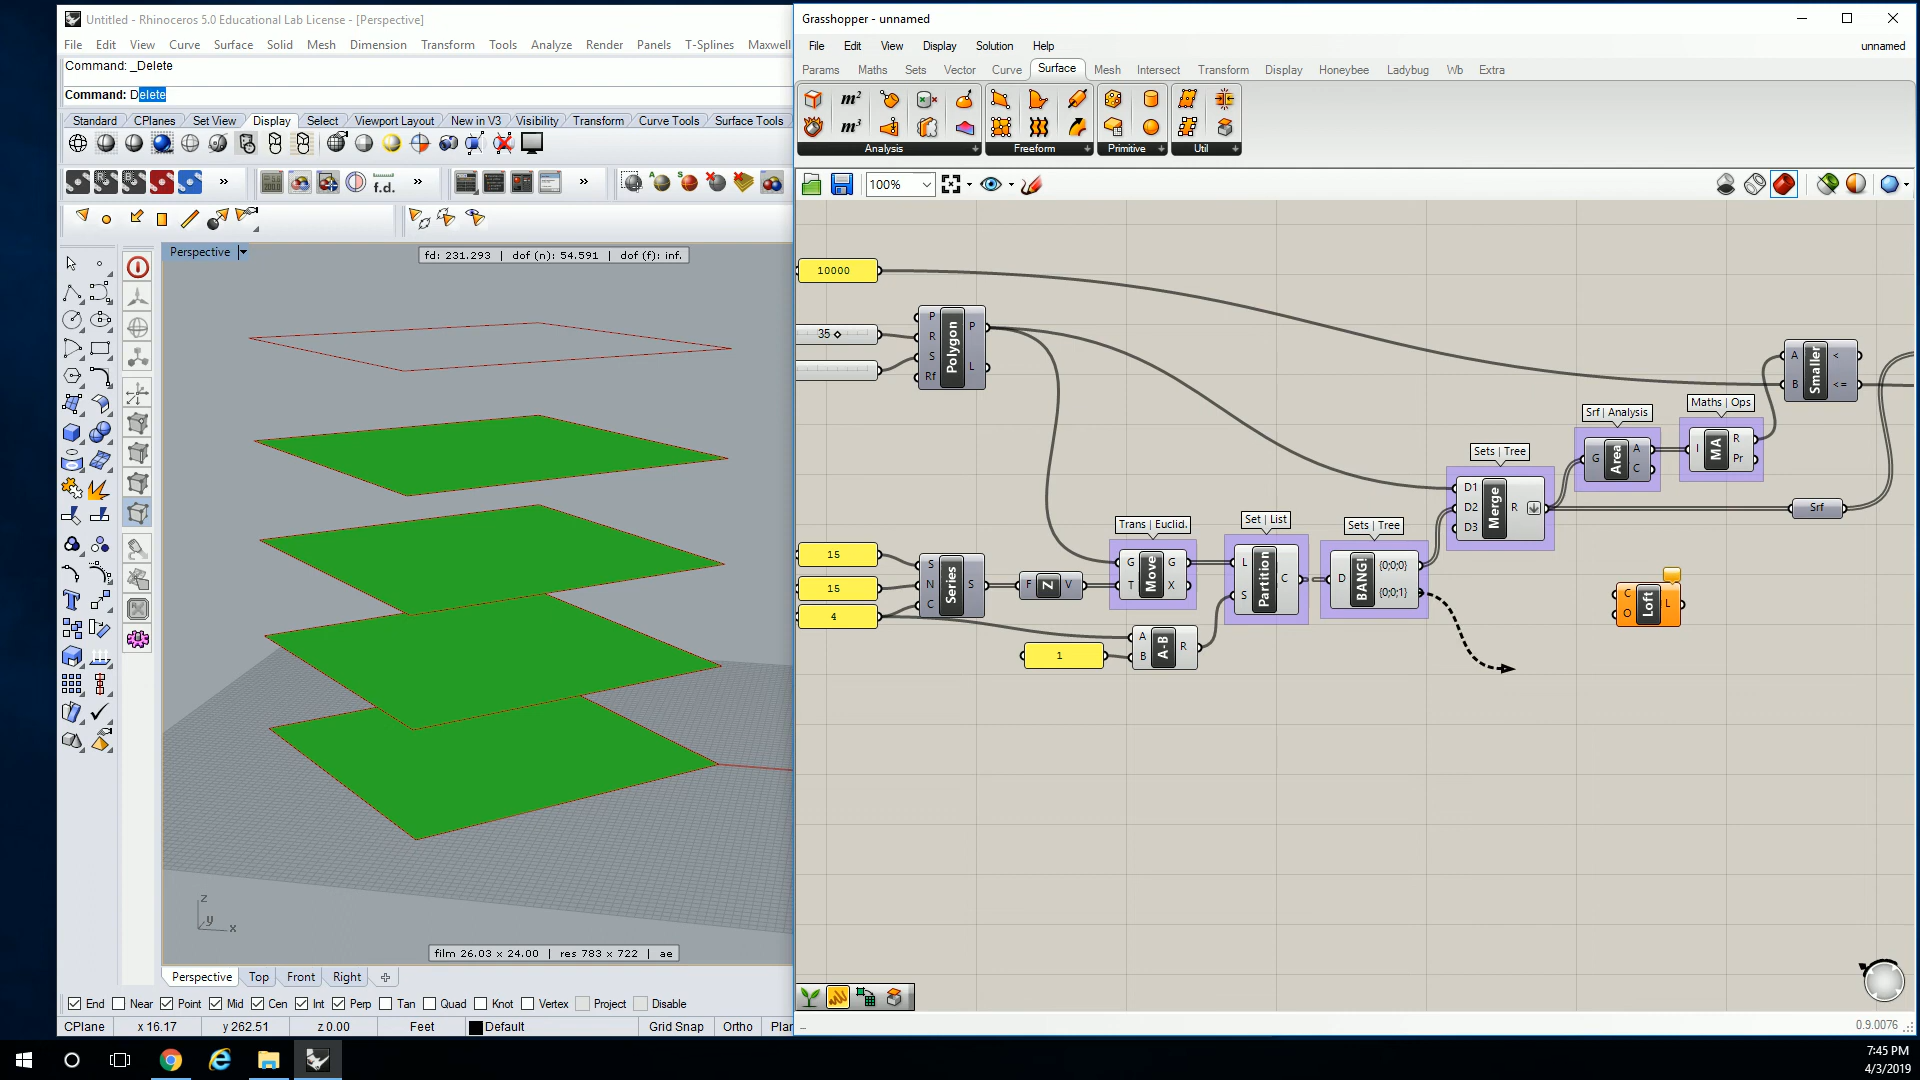 Untitled - Rhinoceros 5.0 Educational Lab License - [Perspective]
File Edit View Curve Surface Solid Mesh Dimension Transform Tools Analyze Render Panels T-Splines Maxwell
Command: _Delete
Command: Delete
Standard CPlanes Set View Display Select Viewport Layout New in V3 Visibility Transform Curve Tools Surface Tools
f.d.
Perspective
fd: 231.293 | dof (n): 54.591 | dof (f): inf.
z
y
x
film 26.03 x 24.00 | res 783 x 722 | ae
Perspective Top Front Right
End Near Point Mid Cen Int Perp Tan Quad Knot Vertex Project Disable
CPlane x 16.17 y 262.51 z 0.00 Feet Default Grid Snap Ortho Plan
Grasshopper - unnamed
File Edit View Display Solution Help unnamed
Params Maths Sets Vector Curve Surface Mesh Intersect Transform Display Honeybee Ladybug Wb Extra
m²
m³
Analysis Freeform Primitive Util
100%
10000
35
P R S Rf Polygon P L
A B Smaller < <=
Maths | Ops
I MA R Pr
Srf | Analysis
G Area A C
Sets | Tree
D1 D2 D3 Merge R
Srf
Sets | Tree
D BANG! {0;0;0} {0;0;1}
Set | List
L S Partition C
Trans | Euclid.
G T Move G X
15
15
4
S N C Series S
F Z V
1
A B A-B R
C O Loft L
0.9.0076
7:45 PM
4/3/2019